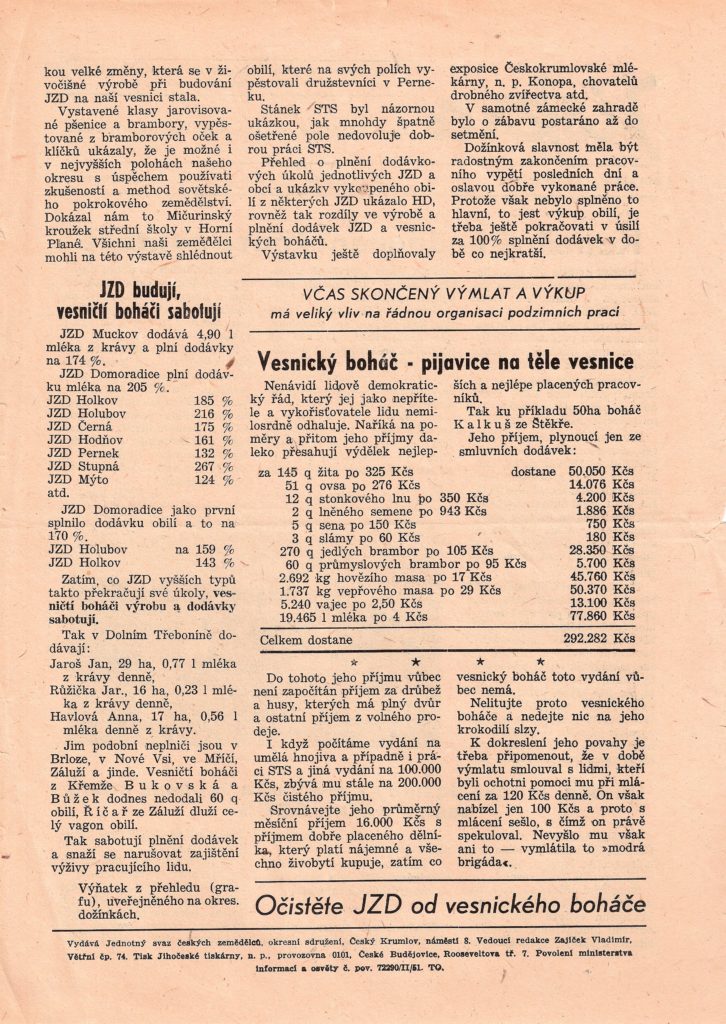 kou velké změny, která se v ži-
vočišné výrobě při budování
JZD na naší vesnici stala.
Vystavené klasy jarovisova-
né pšenice a brambory, vypěs-
tované z bramborových oček a
klíčků ukázaly, že je možné i
v nejvyšších polohách našeho
okresu s úspěchem používati
zkušeností a method sovětské-
ho pokrokového zemědělství.
Dokázal nám to Mičurinský
kroužek střední školy v Horní
Plané. Všichni naši zemědělci
mohli na této výstavě shlédnout
obilí, které na svých polích vy-
pěstovali družstevníci v Perne-
ku.
Stánek STS byl názornou
ukázkou, jak mnohdy špatně
ošetřené pole nedovoluje dob-
rou práci STS.
Přehled o plnění dodávko-
vých úkolů jednotlivých JZD a
obcí a ukázky vykoupeného obi-
lí z některých JZD ukázalo HD,
rovněž tak rozdíly ve výrobě a
plnění dodávek JZD a vesnic-
kých boháčů.
Výstavku ještě doplňovaly
exposice Českokrumlovské mlé-
kárny, n. p. Konopa, chovatelů
drobného zvířectva atd.
V samotné zámecké zahradě
bylo o zábavu postaráno až do
setmění.
Dožínková slavnost měla být
radostným zakončením pracov-
ního vypětí posledních dní a
oslavou dobře vykonané práce.
Protože však nebylo splněno to
hlavní, to jest výkup obilí, je
třeba ještě pokračovati v úsilí
za 100% splnění dodávek v do-
bě co nejkratší.
JZD budují,
vesničtí boháči sabotují
JZD Muckov dodává 4,90 l
mléka z krávy a plní dodávky
na 174 %.
JZD Domoradice plní dodáv-
ku mléka na 205 %.
JZD Holkov 185 %
JZD Holubov 216 %
JZD Černá 175 %
JZD Hodňov 161 %
JZD Pernek 132 %
JZD Stupná 267 %
JZD Mýto 124 %
atd.
JZD Domoradice jako první
splnilo dodávku obilí a to na
170 %.
JZD Holubov na 159 %
JZD Holkov 143 %
Zatím, co JZD vyšších typů
takto překračují své úkoly, ves-
ničtí boháči výrobu a dodávky
sabotují.
Tak v Dolním Třeboníně do-
dávají:
Jaroš Jan, 29 ha, 0,77 l mléka
z krávy denně,
Růžička Jar., 16 ha, 0,23 l mlé-
ka z krávy denně,
Havlová Anna, 17 ha, 0,56 l
mléka denně z krávy.
Jim podobní neplniči jsou v
Brloze, v Nové Vsi, ve Mříčí,
Záluží a jinde. Vesničtí boháči
z Křemže Bukovská a
Bůžek dodnes nedodali 60 q
obilí, Říčař ze Záluží dluží ce-
lý vagon obilí.
Tak sabotují plnění dodávek
a snaží se narušovat zajištění
výživy pracujícího lidu.
Výňatek z přehledu (gra-
fu), uveřejněného na okres.
dožínkách.
VČAS SKONČENÝ VÝMLAT A VÝKUP
má veliký vliv na řádnou organisaci podzimních prací
Vesnický boháč - pijavice na těle vesnice
Nenávidí lidově demokratic-
ký řád, který jej jako nepříte-
le a vykořisťovatele lidu nemi-
losrdně odhaluje. Naříká na po-
měry a přitom jeho příjmy da-
leko přesahují výdělek nejlep-
ších a nejlépe placených pracov-
níků.
Tak ku příkladu 50ha boháč
Kalkuš ze Štěkře.
Jeho příjem, plynoucí jen ze
smluvních dodávek:
za 145 q žita po 325 Kčs dostane 50.050 Kčs
51 q ovsa po 276 Kčs 14.076 Kčs
12 q stonkového lnu po 350 Kčs 4.200 Kčs
2 q lněného semene po 943 Kčs 1.886 Kčs
5 q sena po 150 Kčs 750 Kčs
3 q slámy po 60 Kčs 180 Kčs
270 q jedlých brambor po 105 Kčs 28.350 Kčs
60 q průmyslových brambor po 95 Kčs 5.700 Kčs
2.692 kg hovězího masa po 17 Kčs 45.760 Kčs
1.737 kg vepřového masa po 29 Kčs 50.370 Kčs
5.240 vajec po 2,50 Kčs 13.100 Kčs
19.465 l mléka po 4 Kčs 77.860 Kčs
Celkem dostane 292.282 Kčs
Do tohoto jeho příjmu vůbec
není započítán příjem za drůbež
a husy, kterých má plný dvůr
a ostatní příjem z volného pro-
deje.
I když počítáme vydání na
umělá hnojiva a případně i prá-
ci STS a jiná vydání na 100.000
Kčs, zbývá mu stále na 200.000
Kčs čistého příjmu.
Srovnávejte jeho průměrný
měsíční příjem 16.000 Kčs s
příjmem dobře placeného dělní-
ka, který platí nájemné a vše-
chno živobytí kupuje, zatím co
vesnický boháč toto vydání vů-
bec nemá.
Nelitujte proto vesnického
boháče a nedejte nic na jeho
krokodilí slzy.
K dokreslení jeho povahy je
třeba připomenout, že v době
výmlatu smlouval s lidmi, kteří
byli ochotni pomoci mu při mlá-
cení za 120 Kčs denně. On však
nabízel jen 100 Kčs a proto s
mlácení sešlo, s čímž on právě
spekuloval. Nevyšlo mu však
ani to — vymlátila to »modrá
brigáda«.
Očistěte JZD od vesnického boháče
Vydává Jednotný svaz českých zemědělců, okresní sdružení, Český Krumlov, náměstí 8. Vedoucí redakce Zajíček Vladimír,
Větřní čp. 74. Tisk Jihočeské tiskárny, n. p., provozovna 0101, České Budějovice, Rooseveltova tř. 7. Povolení ministerstva
informací a osvěty č. pov. 72290/II/51. TO.